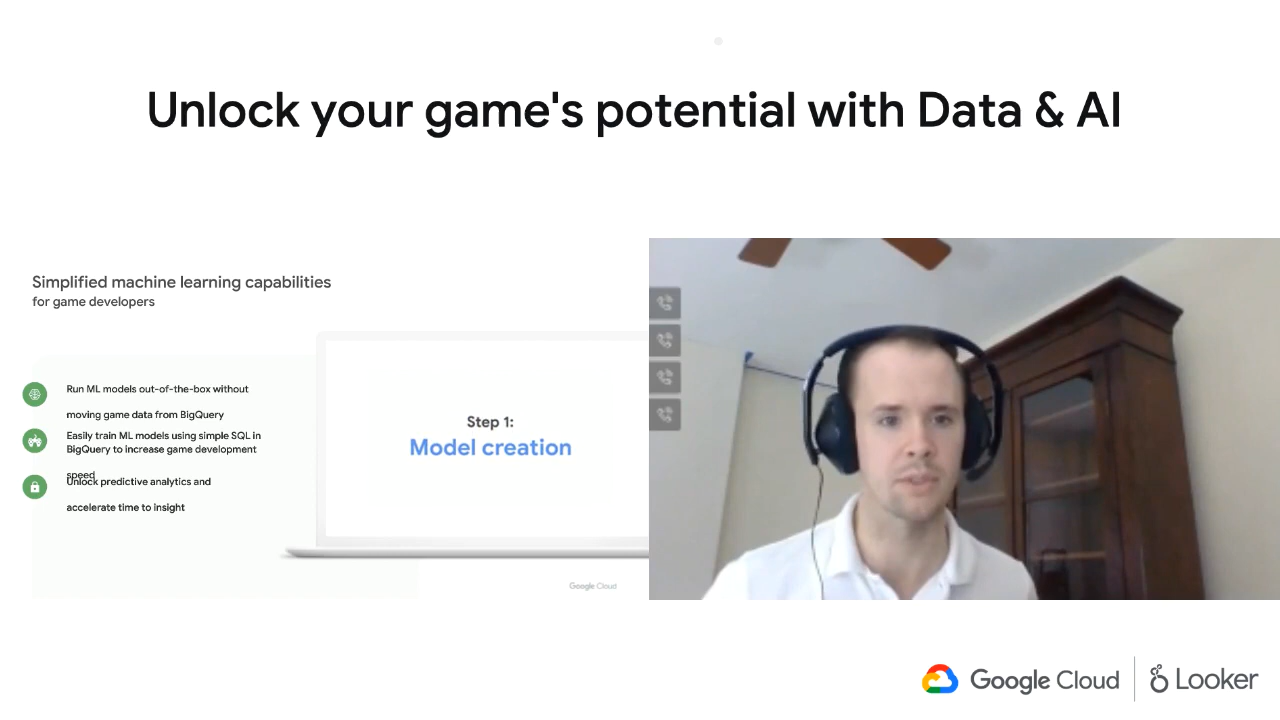 Unlock your game's potential with Data & AI
Simplified machine learning capabilities
for game developers
Run ML models out-of-the-box without
moving game data from BigQuery
Easily train ML models using simple SQL in
BigQuery to increase game development
speed
Unlock predictive analytics and
accelerate time to insight
Step 1:
Model creation
Google Cloud
Google Cloud
Looker